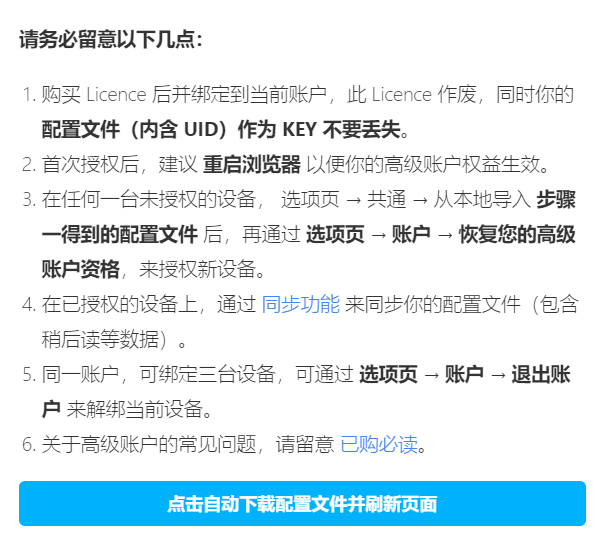 请务必留意以下几点：
1. 购买 Licence 后并绑定到当前账户，此 Licence 作废，同时你的
配置文件（内含 UID）作为 KEY 不要丢失。
2. 首次授权后，建议 重启浏览器 以便你的高级账户权益生效。
3. 在任何一台未授权的设备， 选项页 → 共通 → 从本地导入 步骤
一得到的配置文件 后，再通过 选项页 → 账户 → 恢复您的高级
账户资格，来授权新设备。
4. 在已授权的设备上，通过 同步功能 来同步你的配置文件（包含
稍后读等数据）。
5. 同一账户，可绑定三台设备，可通过 选项页 → 账户 → 退出账
户 来解绑当前设备。
6. 关于高级账户的常见问题，请留意 已购必读。
点击自动下载配置文件并刷新页面